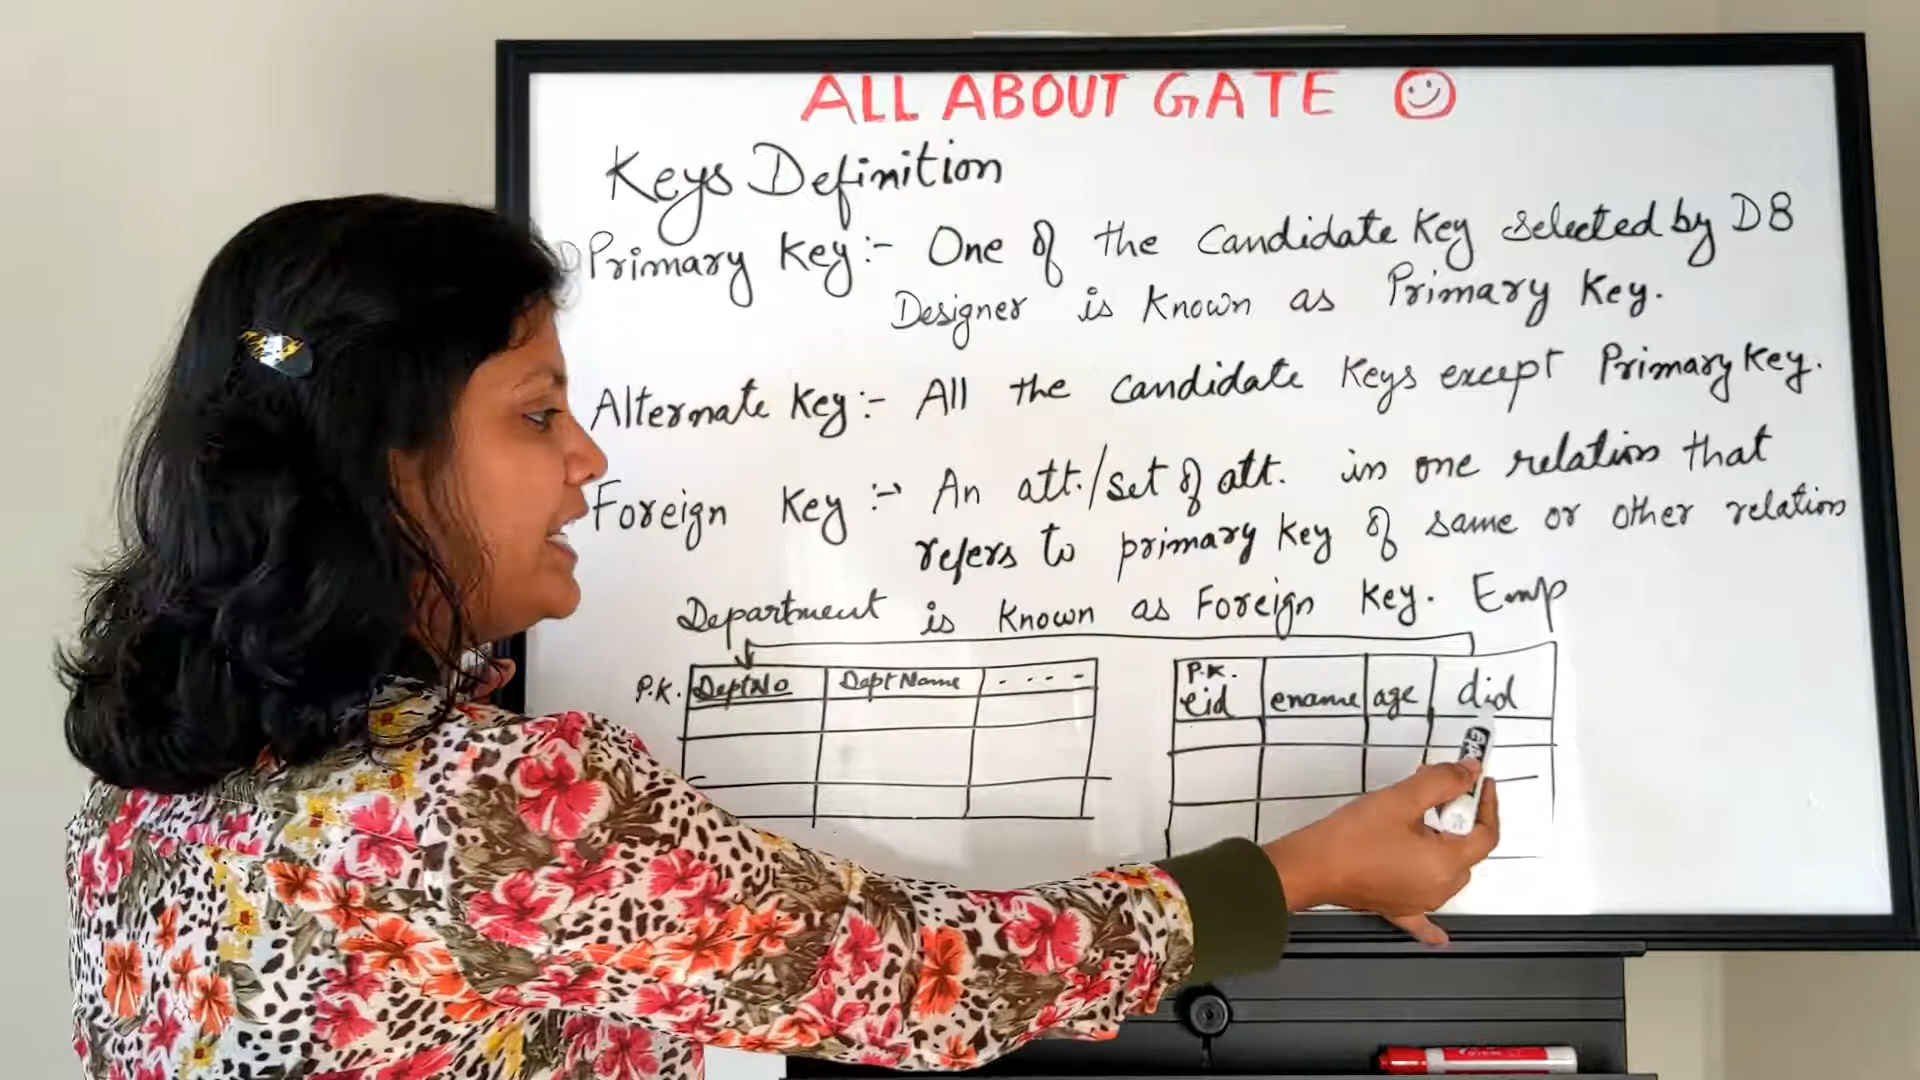 ALL ABOUT GATE
Keys Definition
Primary Key:- One of the Candidate Key selected by DB
Designer is known as Primary Key.
Alternate Key:- All the candidate Keys except Primary Key.
Foreign Key :- An att./set of att. in one relation that
refers to primary key of same or other relation
is known as Foreign Key.
Department
P.K. DeptNo Dept Name . . . -
Emp
P.K.
eid ename age did